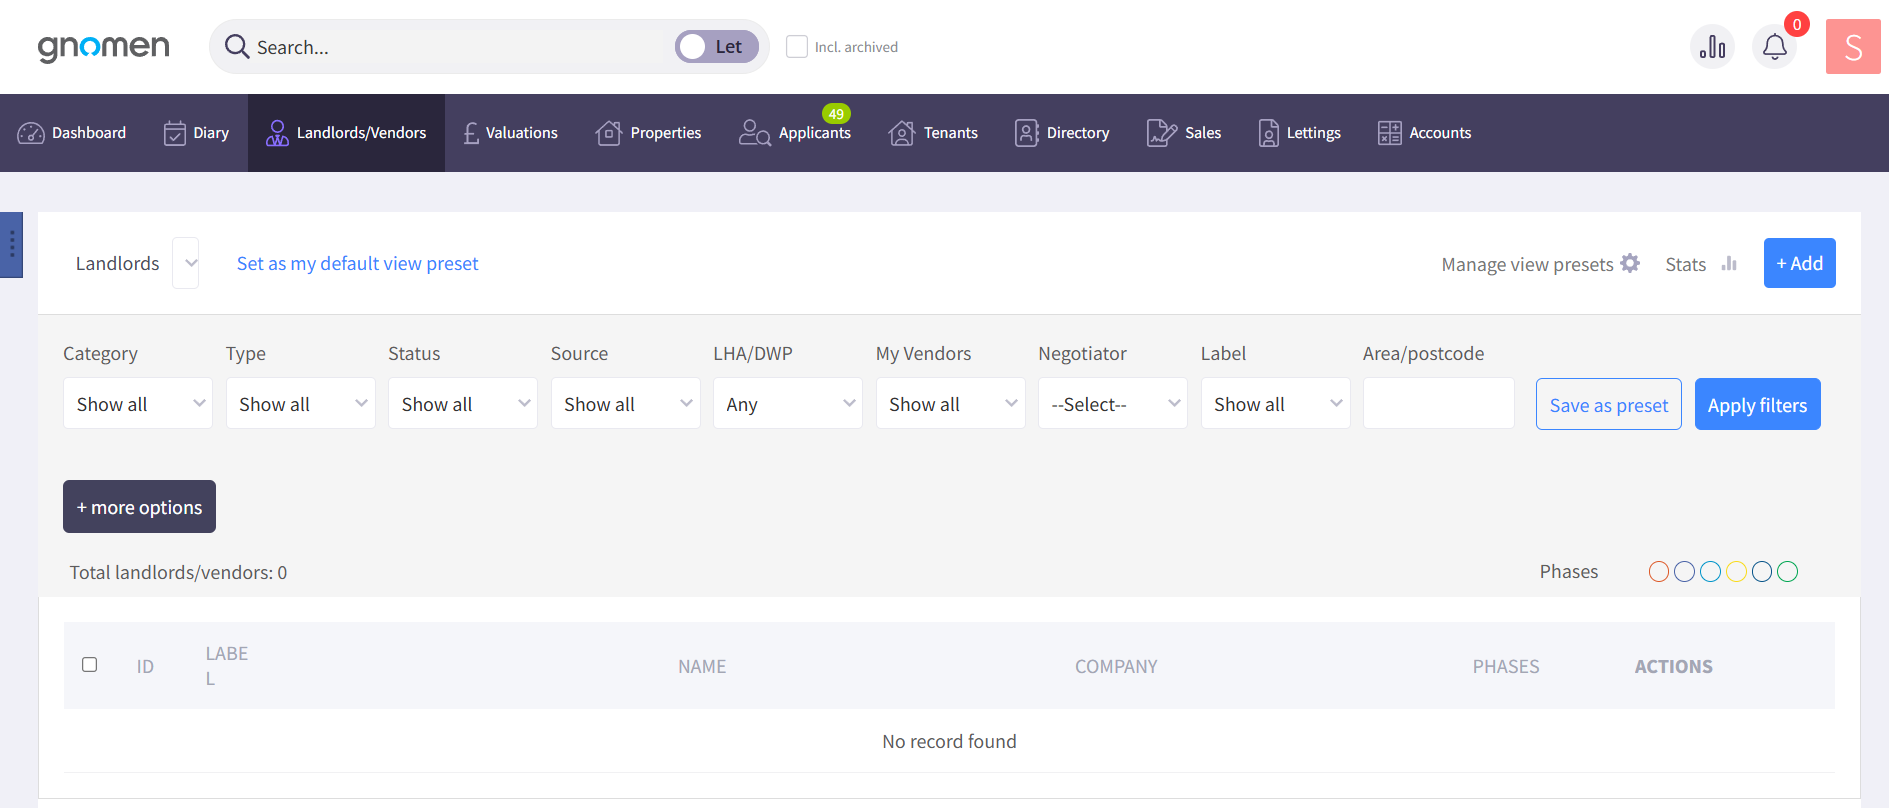 gnomen
Search...
Let
Incl. archived
0
S
Dashboard
Diary
Landlords/Vendors
Valuations
Properties
49
Applicants
Tenants
Directory
Sales
Lettings
Accounts
Landlords
Set as my default view preset
Manage view presets
Stats
+ Add
Category
Type
Status
Source
LHA/DWP
My Vendors
Negotiator
Label
Area/postcode
Show all
Show all
Show all
Show all
Any
Show all
--Select--
Show all
Save as preset
Apply filters
+ more options
Total landlords/vendors: 0
Phases
ID
LABE
L
NAME
COMPANY
PHASES
ACTIONS
No record found